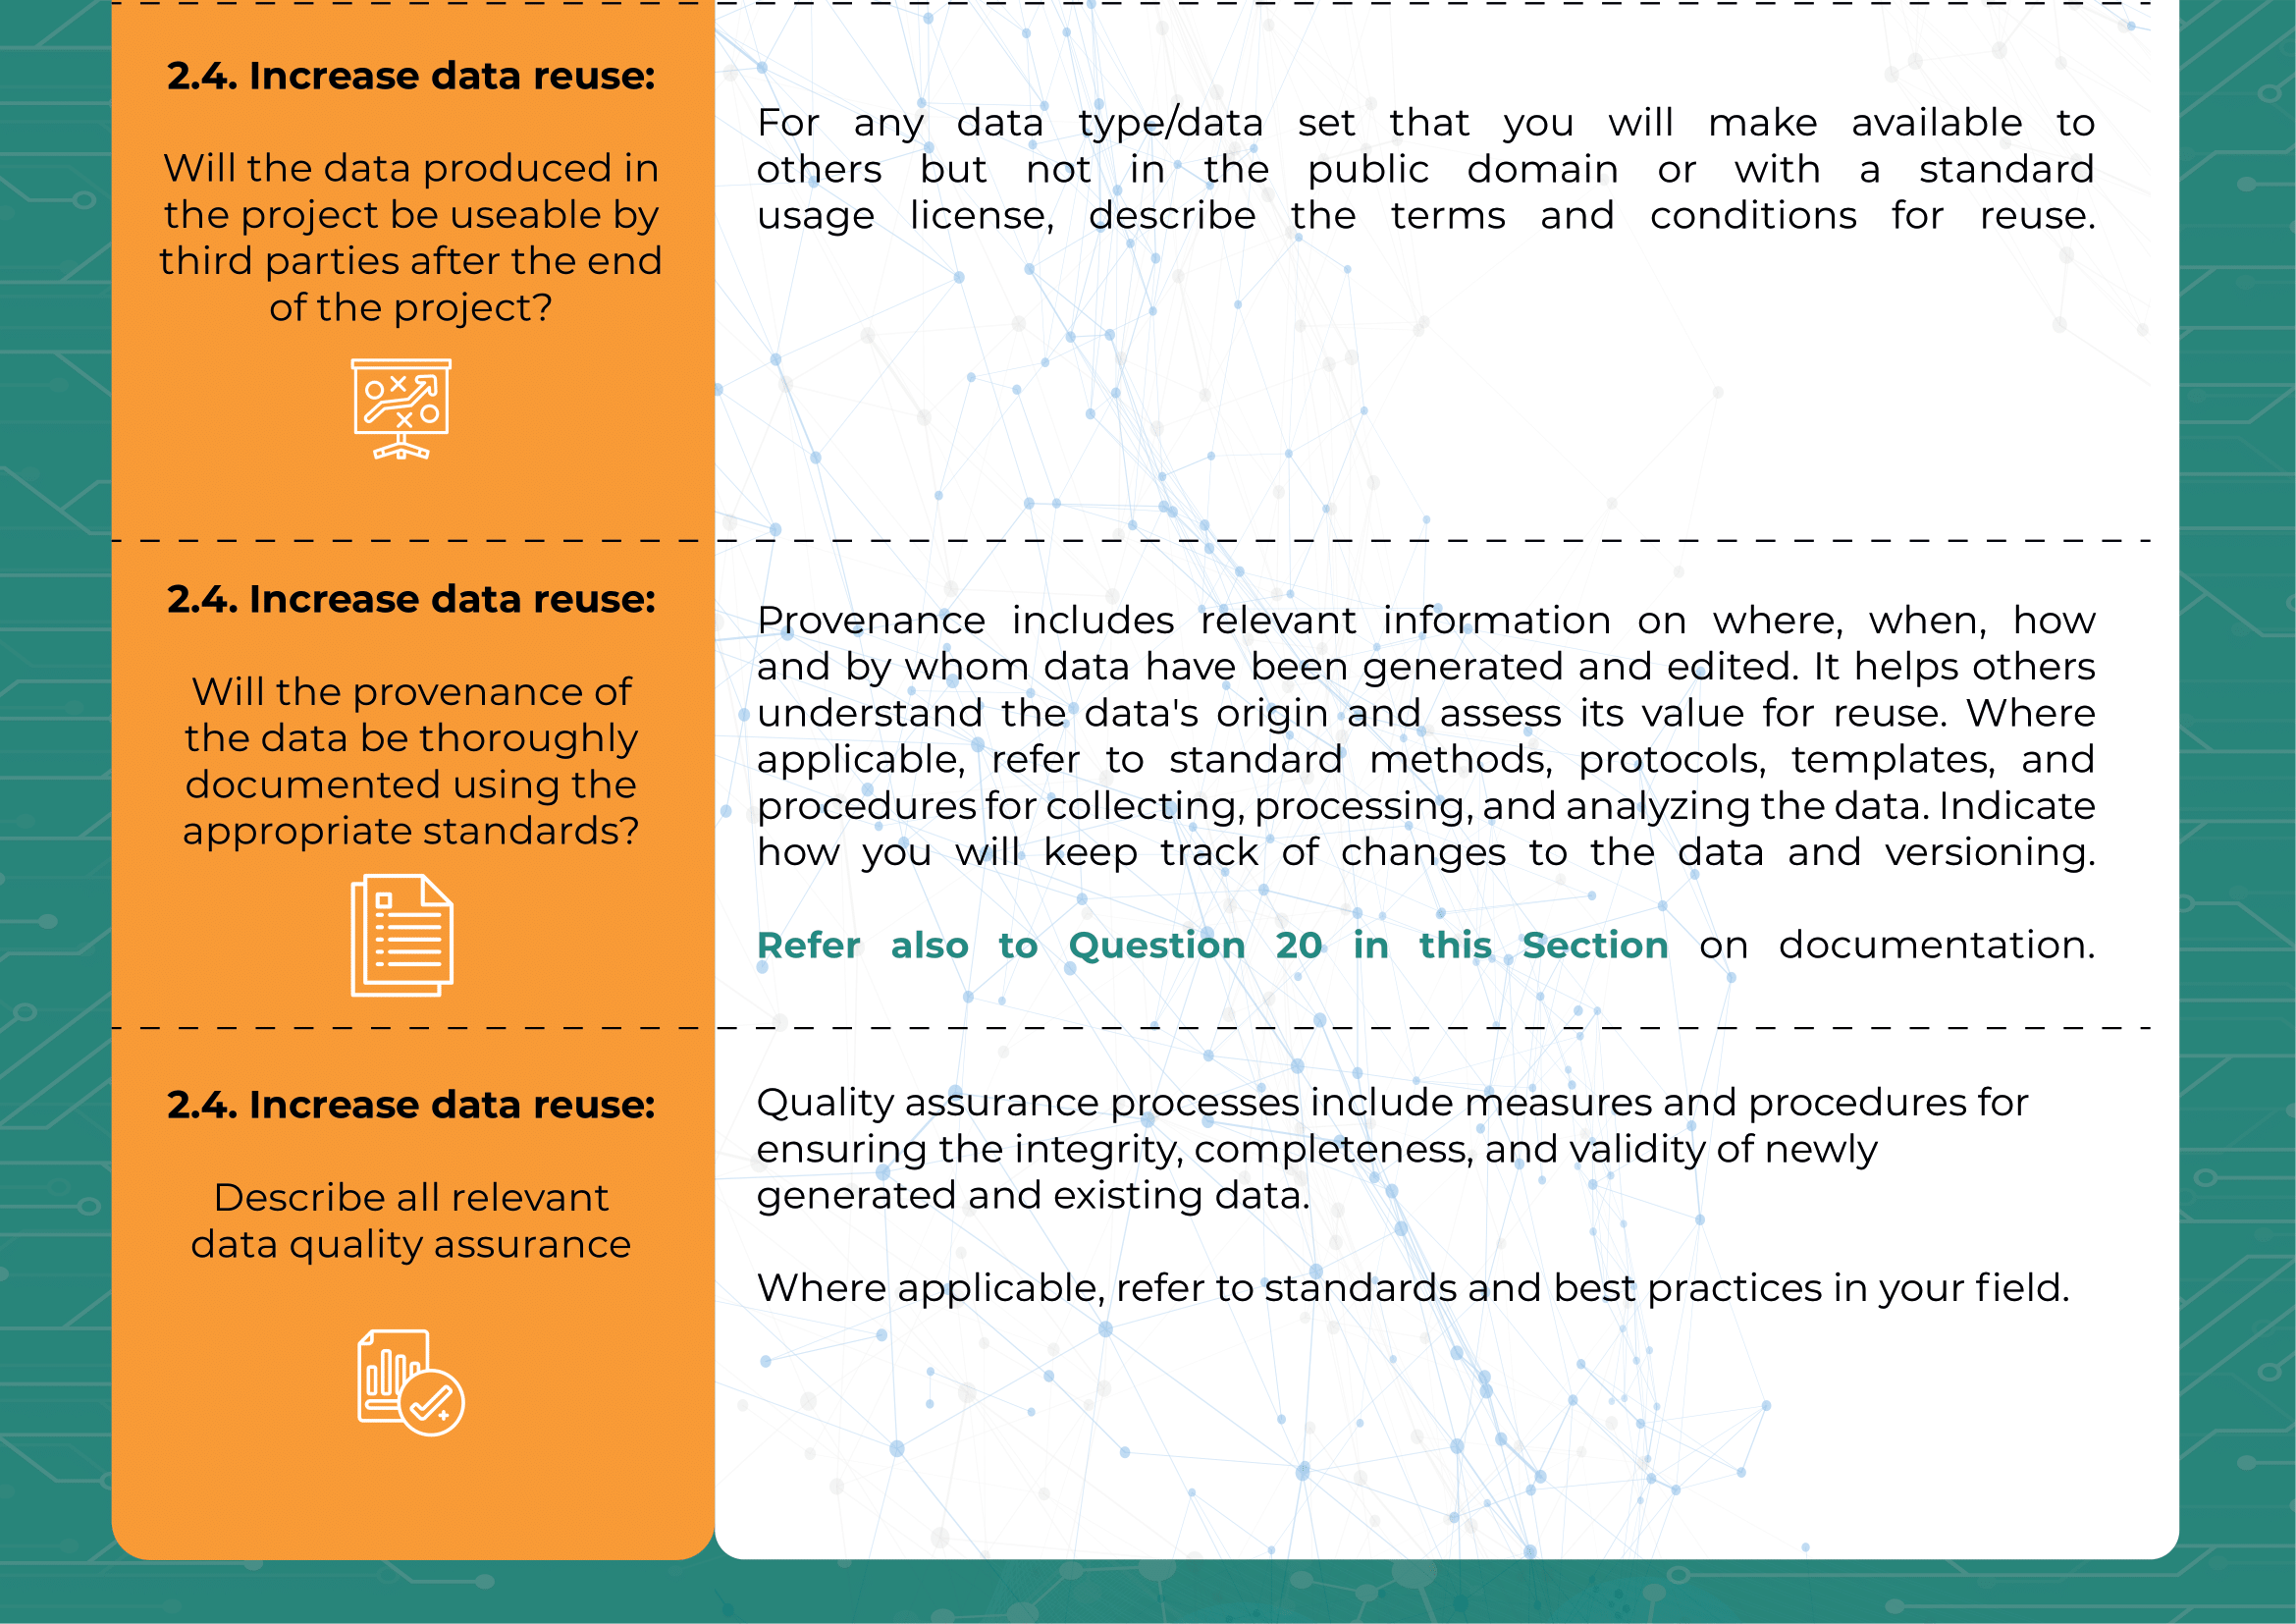 2.4. Increase data reuse:
Will the data produced in
the project be useable by
third parties after the end
of the project?
For any data type/data set that you will make available to
others but not in the public domain or with a standard
usage license, describe the terms and conditions for reuse.
2.4. Increase data reuse:
Will the provenance of
the data be thoroughly
documented using the
appropriate standards?
Provenance includes relevant information on where, when, how
and by whom data have been generated and edited. It helps others
understand the data's origin and assess its value for reuse. Where
applicable, refer to standard methods, protocols, templates, and
procedures for collecting, processing, and analyzing the data. Indicate
how you will keep track of changes to the data and versioning.
Refer also to Question 20 in this Section on documentation.
2.4. Increase data reuse:
Describe all relevant
data quality assurance
Quality assurance processes include measures and procedures for
ensuring the integrity, completeness, and validity of newly
generated and existing data.
Where applicable, refer to standards and best practices in your field.